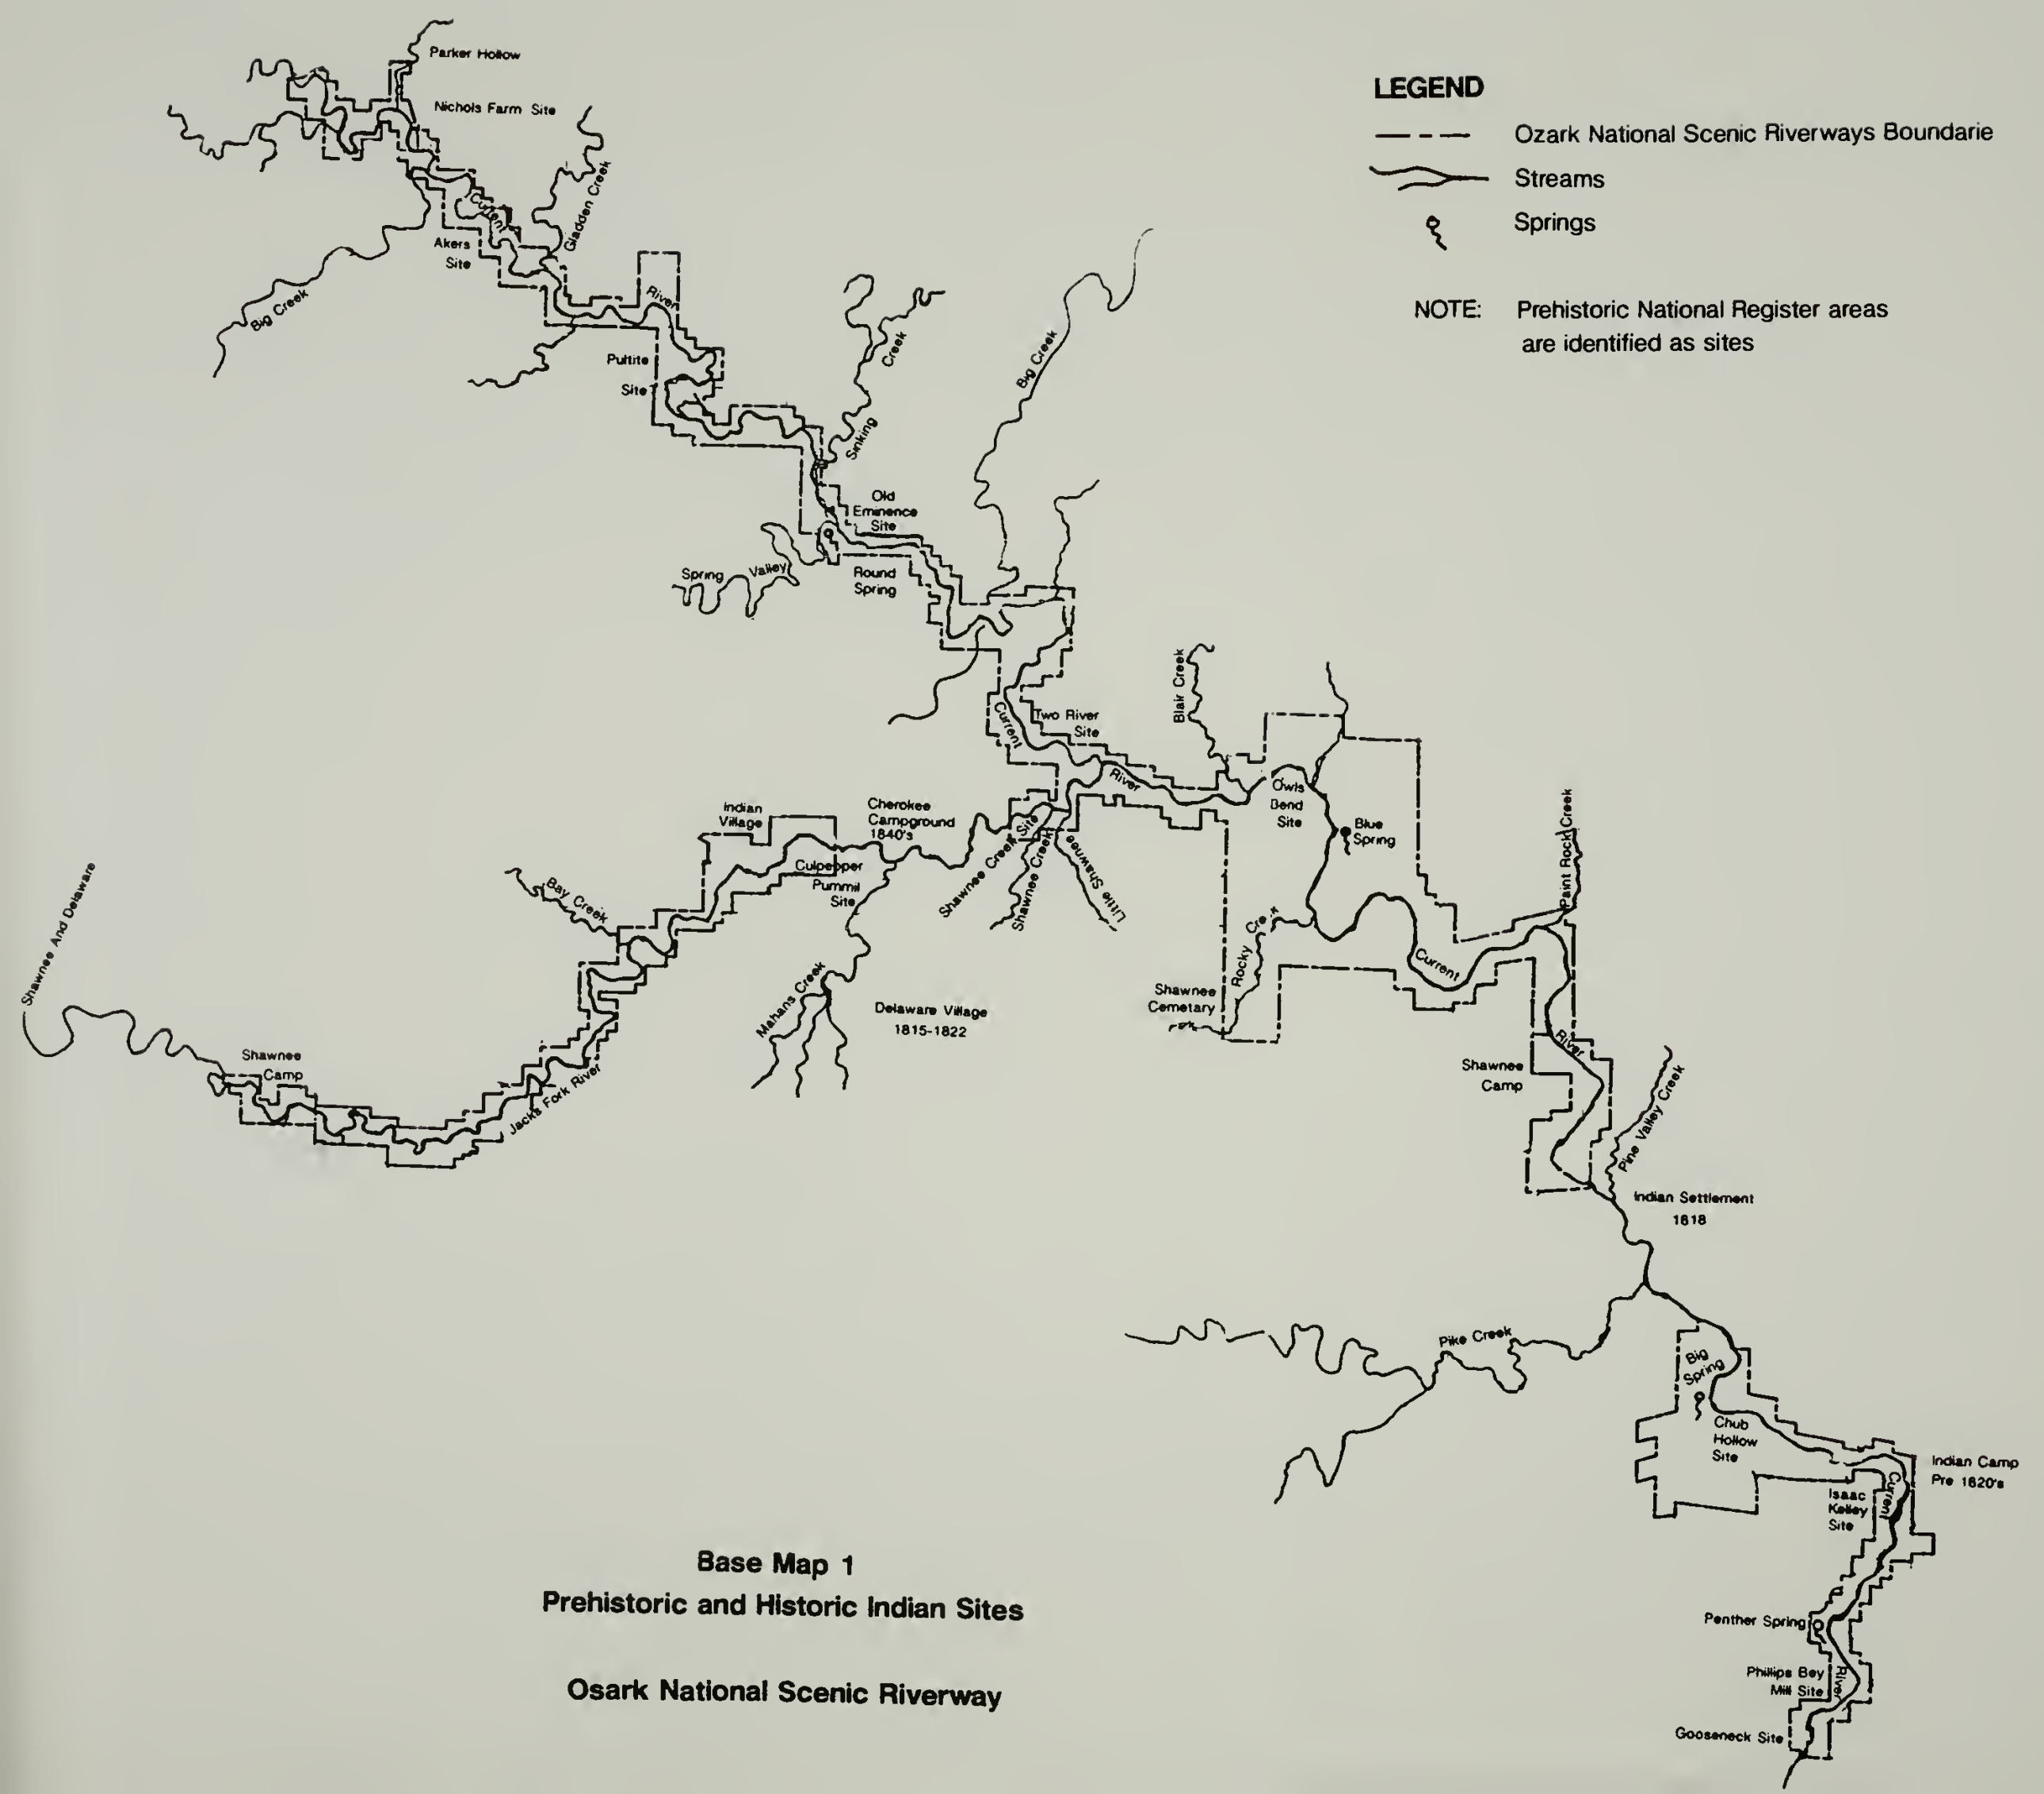 Parker Hollow
Nichols Farm Site
Gladden Creek
Current
Akers
Site
Big Creek
River
Pultite
Site
Creek
Sinking
Big Creek
LEGEND
Ozark National Scenic Riverways Boundarie
Streams
Springs
NOTE: Prehistoric National Register areas
are identified as sites
Old
Eminence
Site
Spring Valley
Round
Spring
Current
Two River
Site
Blair Creek
River
Owls
Bend
Site
Blue
Spring
Paint Rock Creek
Indian
Village
Cherokee
Campground
1840's
Culpepper
Pummil
Site
Shawnee Creek Site
Shawnee Creek
Little Shawnee
Bay Creek
Shawnee And Delaware
Mahans Creek
Delaware Village
1815-1822
Rocky Creek
Shawnee
Cemetary
Current
River
Shawnee
Camp
Jacks Fork River
Shawnee
Camp
Pine Valley Creek
Indian Settlement
1818
Pike Creek
Big
Spring
Chub
Hollow
Site
Indian Camp
Pre 1820's
Current
Isaac
Kelley
Site
Penther Spring
Phillips Bay
Mill Site
River
Gooseneck Site
Base Map 1
Prehistoric and Historic Indian Sites
Osark National Scenic Riverway